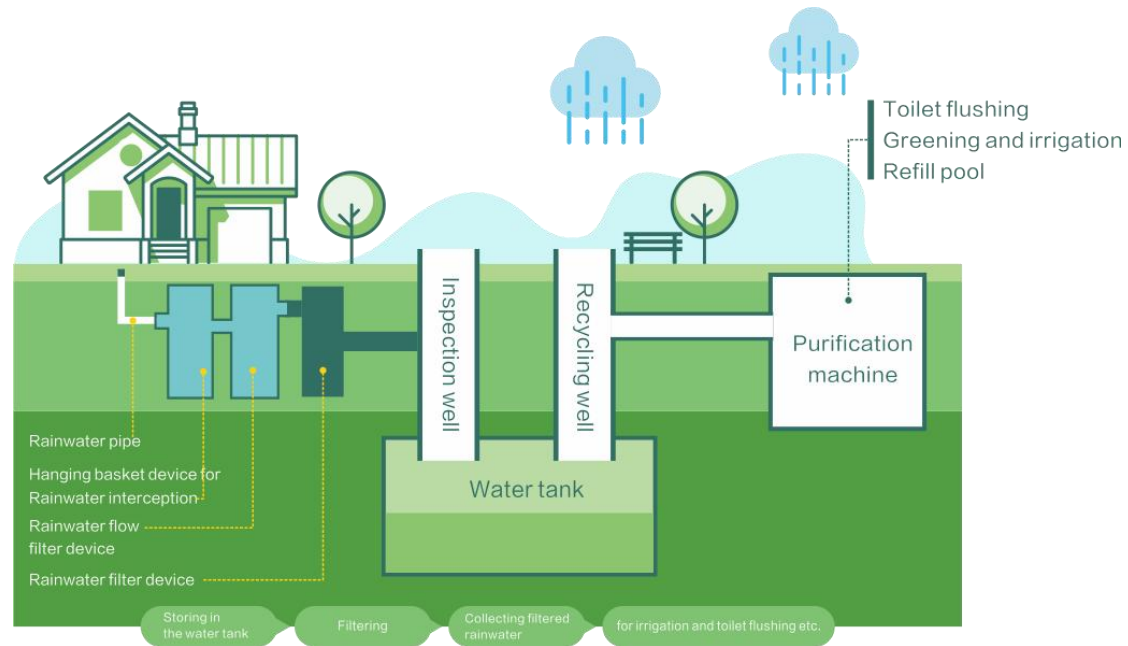 Toilet flushing
Greening and irrigation
Refill pool
Inspection well
Recycling well
Purification
machine
Water tank
Rainwater pipe
Hanging basket device for
Rainwater interception
Rainwater flow
filter device
Rainwater filter device
Storing in
the water tank
Filtering
Collecting filtered
rainwater
for irrigation and toilet flushing etc.